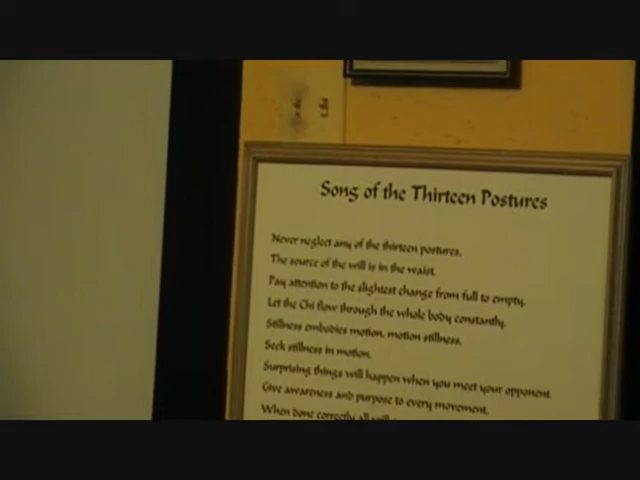 Song of the Thirteen Postures
Never neglect any of the thirteen postures.
The source of the will is in the waist.
Pay attention to the slightest change from full to empty.
Let the Chi flow through the whole body constantly.
Stillness embodies motion, motion stillness.
Seek stillness in motion.
Surprising things will happen when you meet your opponent.
Give awareness and purpose to every movement.
When done correctly all will